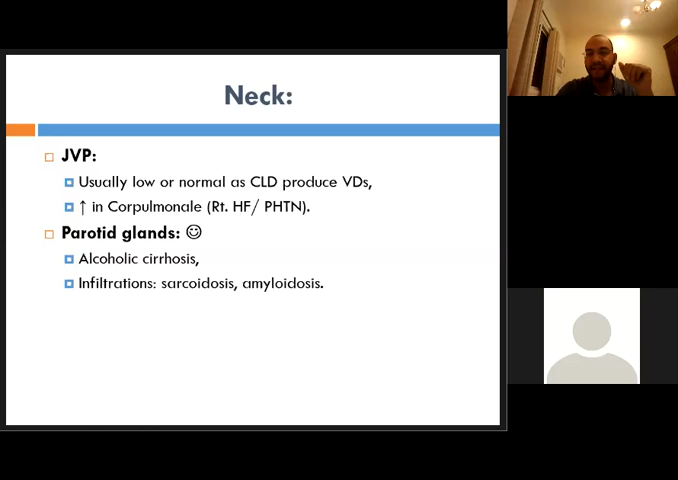 Neck:
JVP:
Usually low or normal as CLD produce VDs,
↑ in Corpulmonale (Rt. HF/ PHTN).
Parotid glands: ☺
Alcoholic cirrhosis,
Infiltrations: sarcoidosis, amyloidosis.